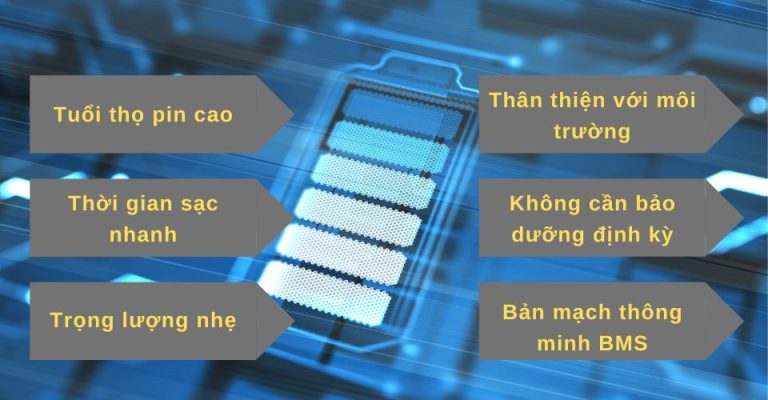 Tuổi thọ pin cao
Thời gian sạc
nhanh
Trọng lượng nhẹ
Thân thiện với môi
trường
Không cần bảo
dưỡng định kỳ
Bản mạch thông
minh BMS